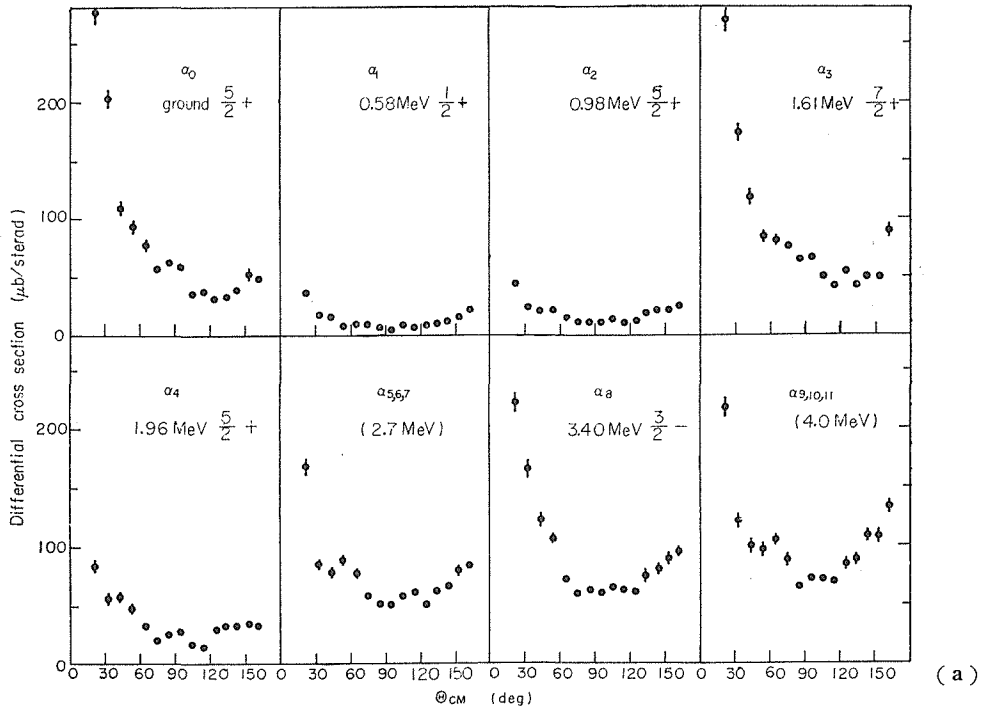 Differential cross section (μb/sterad)
200
100
0
α₀
ground 5/2 +
α₁
0.58 MeV 1/2 +
α₂
0.98 MeV 5/2 +
α₃
1.61 MeV 7/2 +
200
100
0
α₄
1.96 MeV 5/2 +
α₅,₆,₇
(2.7 MeV)
α₈
3.40 MeV 3/2 −
α₉,₁₀,₁₁
(4.0 MeV)
30 60 90 120 150
30 60 90 120 150
30 60 90 120 150
30 60 90 120 150
Θ_CM (deg)
(a)